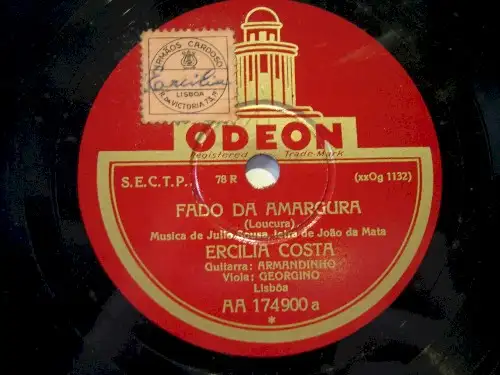 IRMÃOS CARDOSO
LISBOA
R. DA VICTORIA
ODEON
Registered Trade-Mark
S.E.C.T.P.
78 R
(xxOg 1132)
FADO DA AMARGURA
(Loucura)
Musica de Julio Sousa, letra de João da Mata
ERCILIA COSTA
Guitarra: ARMANDINHO
Viola: GEORGINO
Lisbôa
AA 174900 a
*